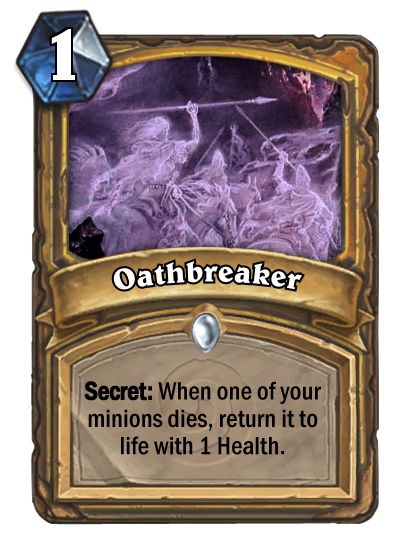 1
Oathbreaker
Secret: When one of your
minions dies, return it to
life with 1 Health.